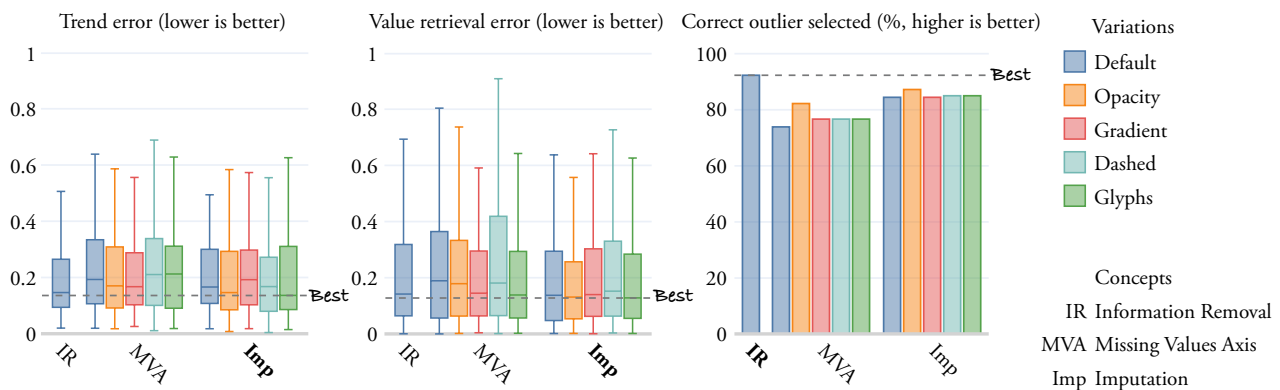 Trend error (lower is better)
1
0.8
0.6
0.4
0.2
0
Best
IR
MVA
Imp
Value retrieval error (lower is better)
1
0.8
0.6
0.4
0.2
0
Best
IR
MVA
Imp
Correct outlier selected (%, higher is better)
100
80
60
40
20
0
Best
IR
MVA
Imp
Variations
Default
Opacity
Gradient
Dashed
Glyphs
Concepts
IR Information Removal
MVA Missing Values Axis
Imp Imputation